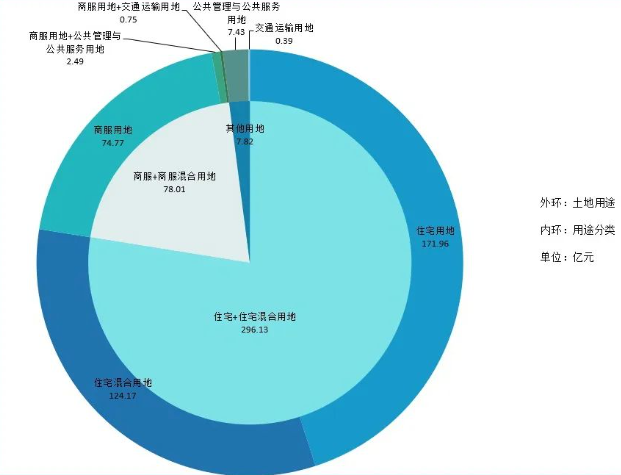 商服用地+交通运输用地
0.75
公共管理与公共服
务用地
7.43
交通运输用地
0.39
商服用地+公共管理与
公共服务用地
2.49
商服用地
74.77
其他用地
7.82
商服+商服混合用地
78.01
住宅用地
171.96
外环：土地用途
内环：用途分类
单位：亿元
住宅+住宅混合用地
296.13
住宅混合用地
124.17